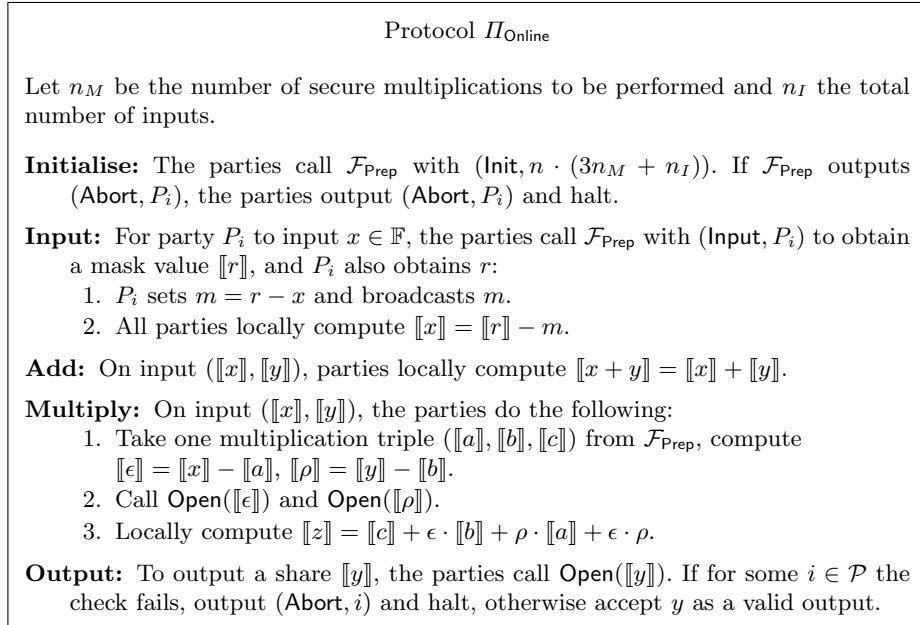 Protocol Π_Online
Let n_M be the number of secure multiplications to be performed and n_I the total
number of inputs.
Initialise: The parties call F_Prep with (Init, n · (3n_M + n_I)). If F_Prep outputs
(Abort, P_i), the parties output (Abort, P_i) and halt.
Input: For party P_i to input x ∈ 𝔽, the parties call F_Prep with (Input, P_i) to obtain
a mask value ⟦r⟧, and P_i also obtains r:
1. P_i sets m = r − x and broadcasts m.
2. All parties locally compute ⟦x⟧ = ⟦r⟧ − m.
Add: On input (⟦x⟧, ⟦y⟧), parties locally compute ⟦x + y⟧ = ⟦x⟧ + ⟦y⟧.
Multiply: On input (⟦x⟧, ⟦y⟧), the parties do the following:
1. Take one multiplication triple (⟦a⟧, ⟦b⟧, ⟦c⟧) from F_Prep, compute
⟦ϵ⟧ = ⟦x⟧ − ⟦a⟧, ⟦ρ⟧ = ⟦y⟧ − ⟦b⟧.
2. Call Open(⟦ϵ⟧) and Open(⟦ρ⟧).
3. Locally compute ⟦z⟧ = ⟦c⟧ + ϵ · ⟦b⟧ + ρ · ⟦a⟧ + ϵ · ρ.
Output: To output a share ⟦y⟧, the parties call Open(⟦y⟧). If for some i ∈ P the
check fails, output (Abort, i) and halt, otherwise accept y as a valid output.